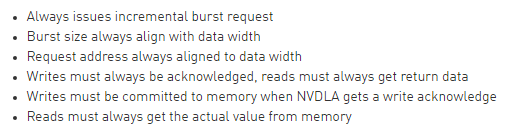 • Always issues incremental burst request
• Burst size always align with data width
• Request address always aligned to data width
• Writes must always be acknowledged, reads must always get return data
• Writes must be committed to memory when NVDLA gets a write acknowledge
• Reads must always get the actual value from memory